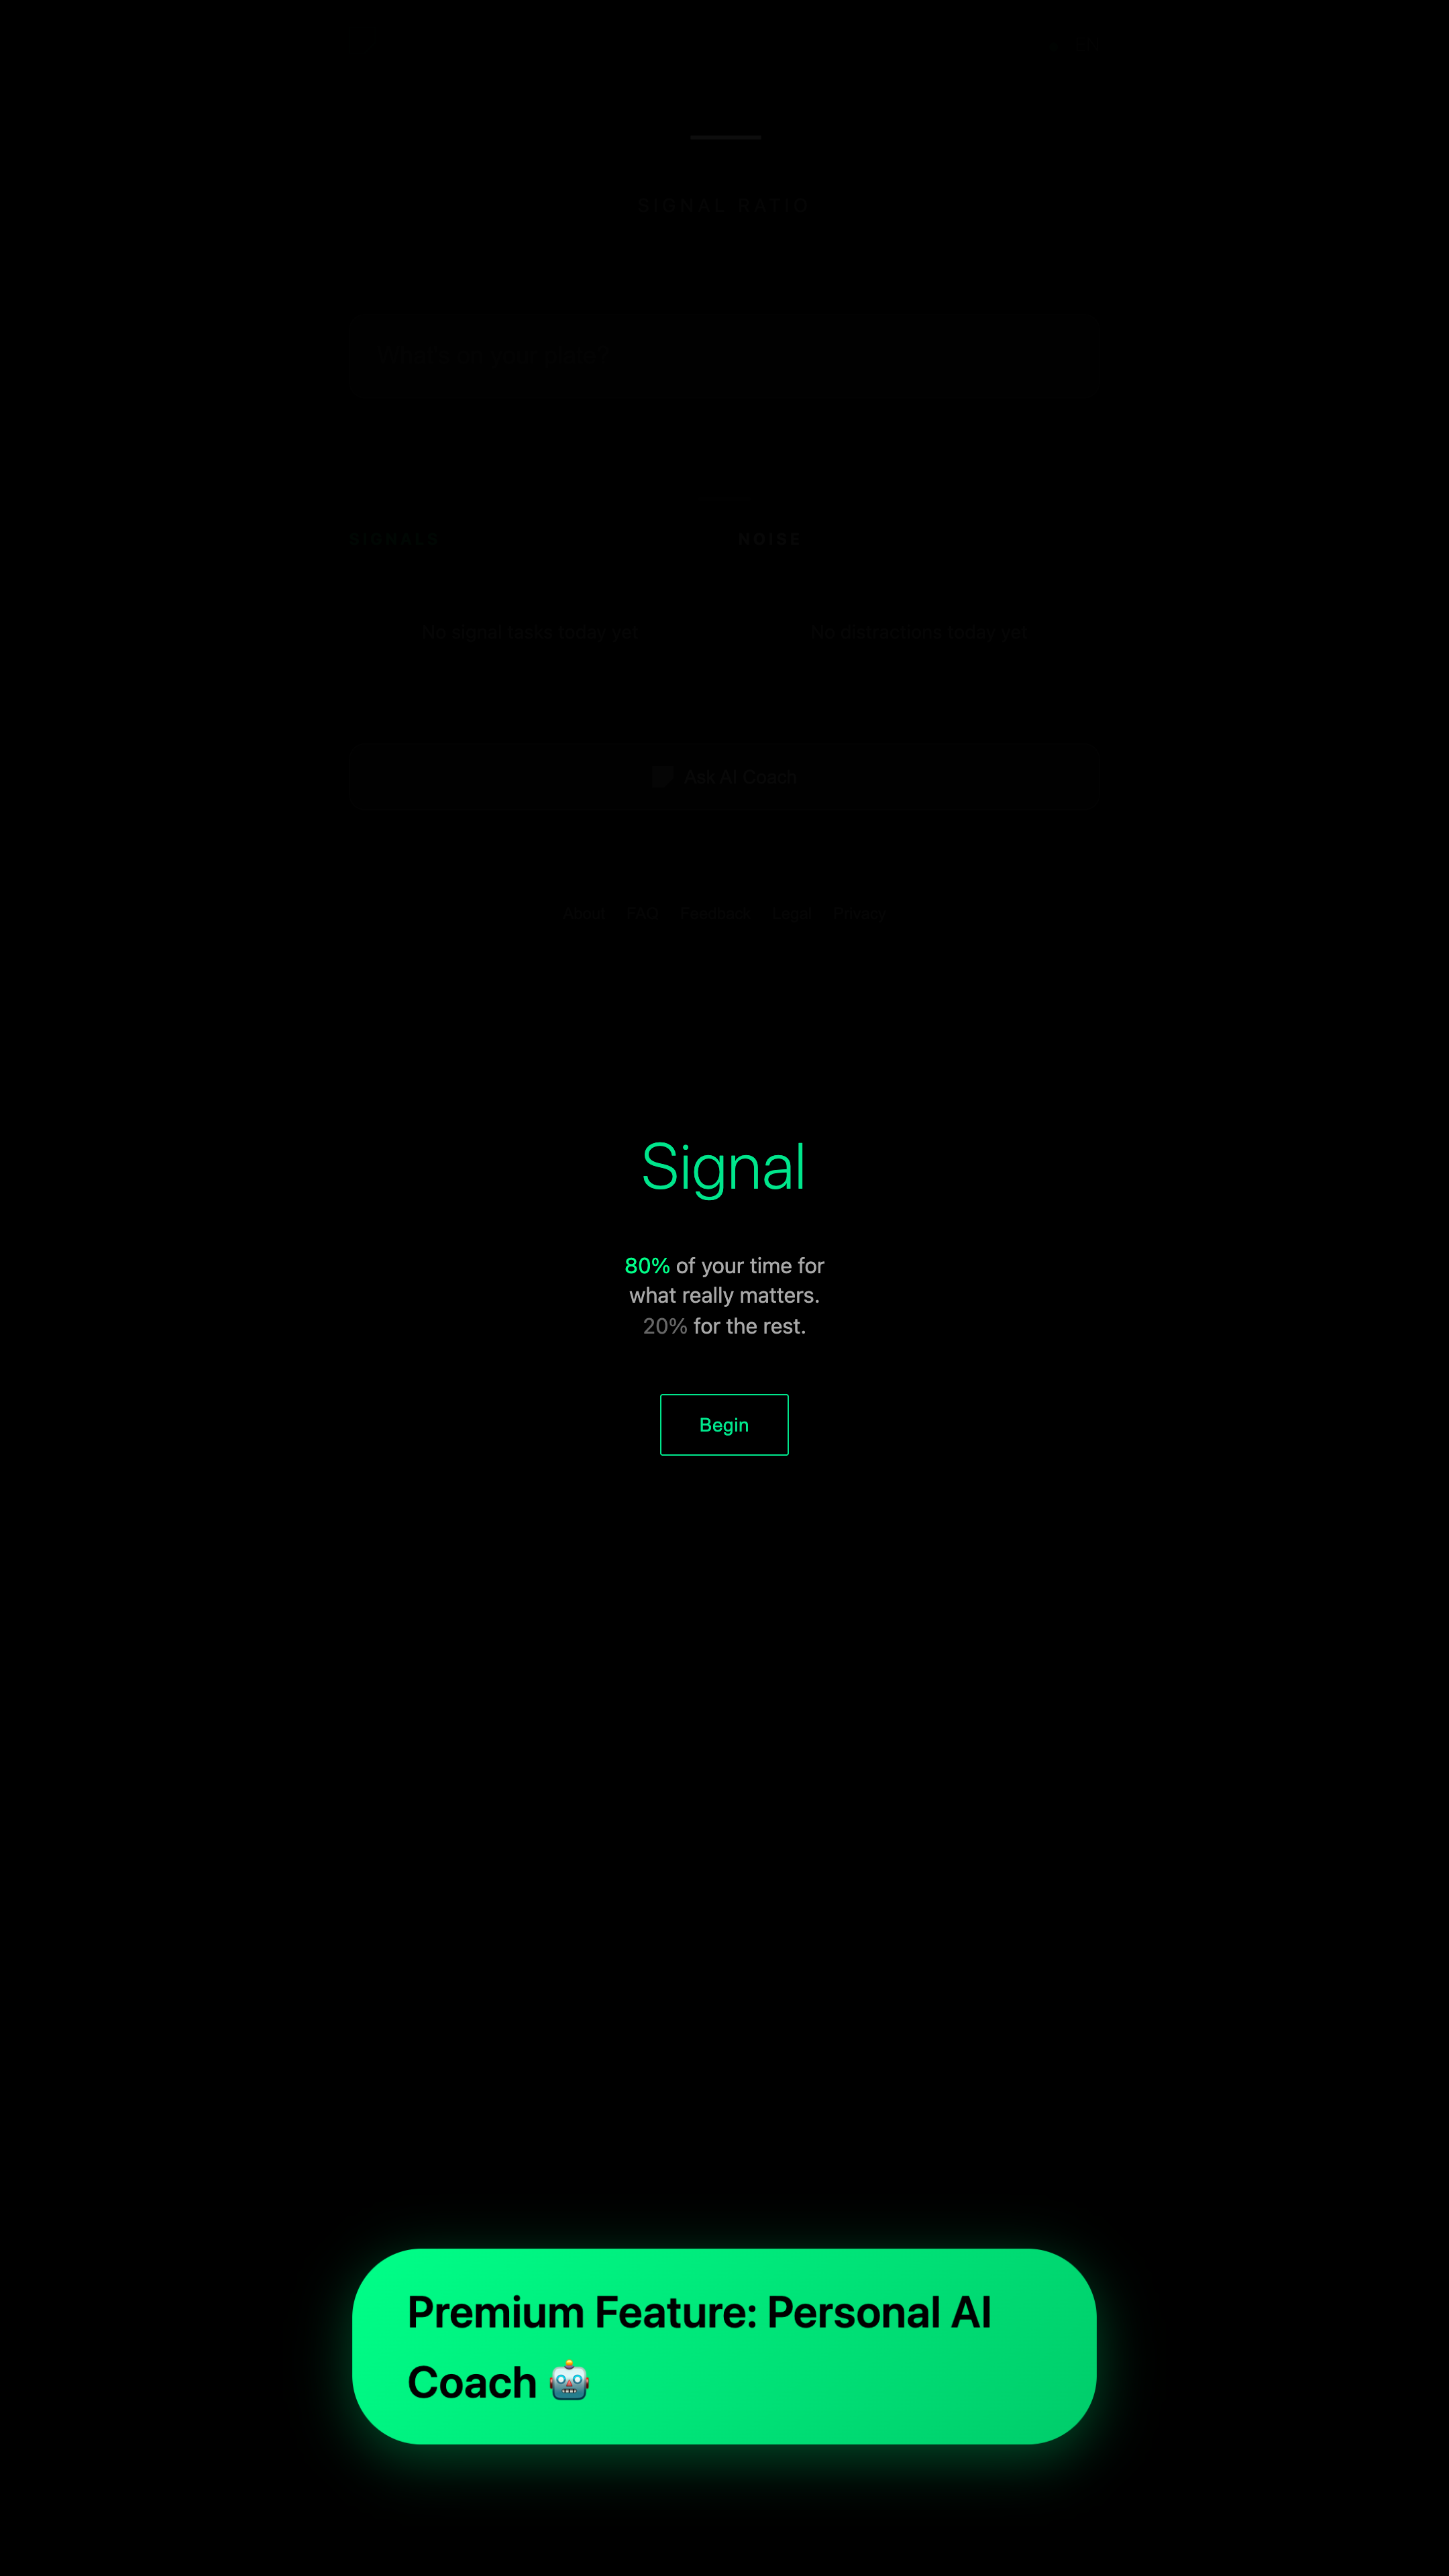 SIGNAL RATIO
What's on your plate?
SIGNALS
NOISE
No signal tasks today yet
No distractions today yet
Ask AI Coach
About FAQ Feedback Legal Privacy
Signal
80% of your time for
what really matters.
20% for the rest.
Begin
Premium Feature: Personal AI
Coach 🤖